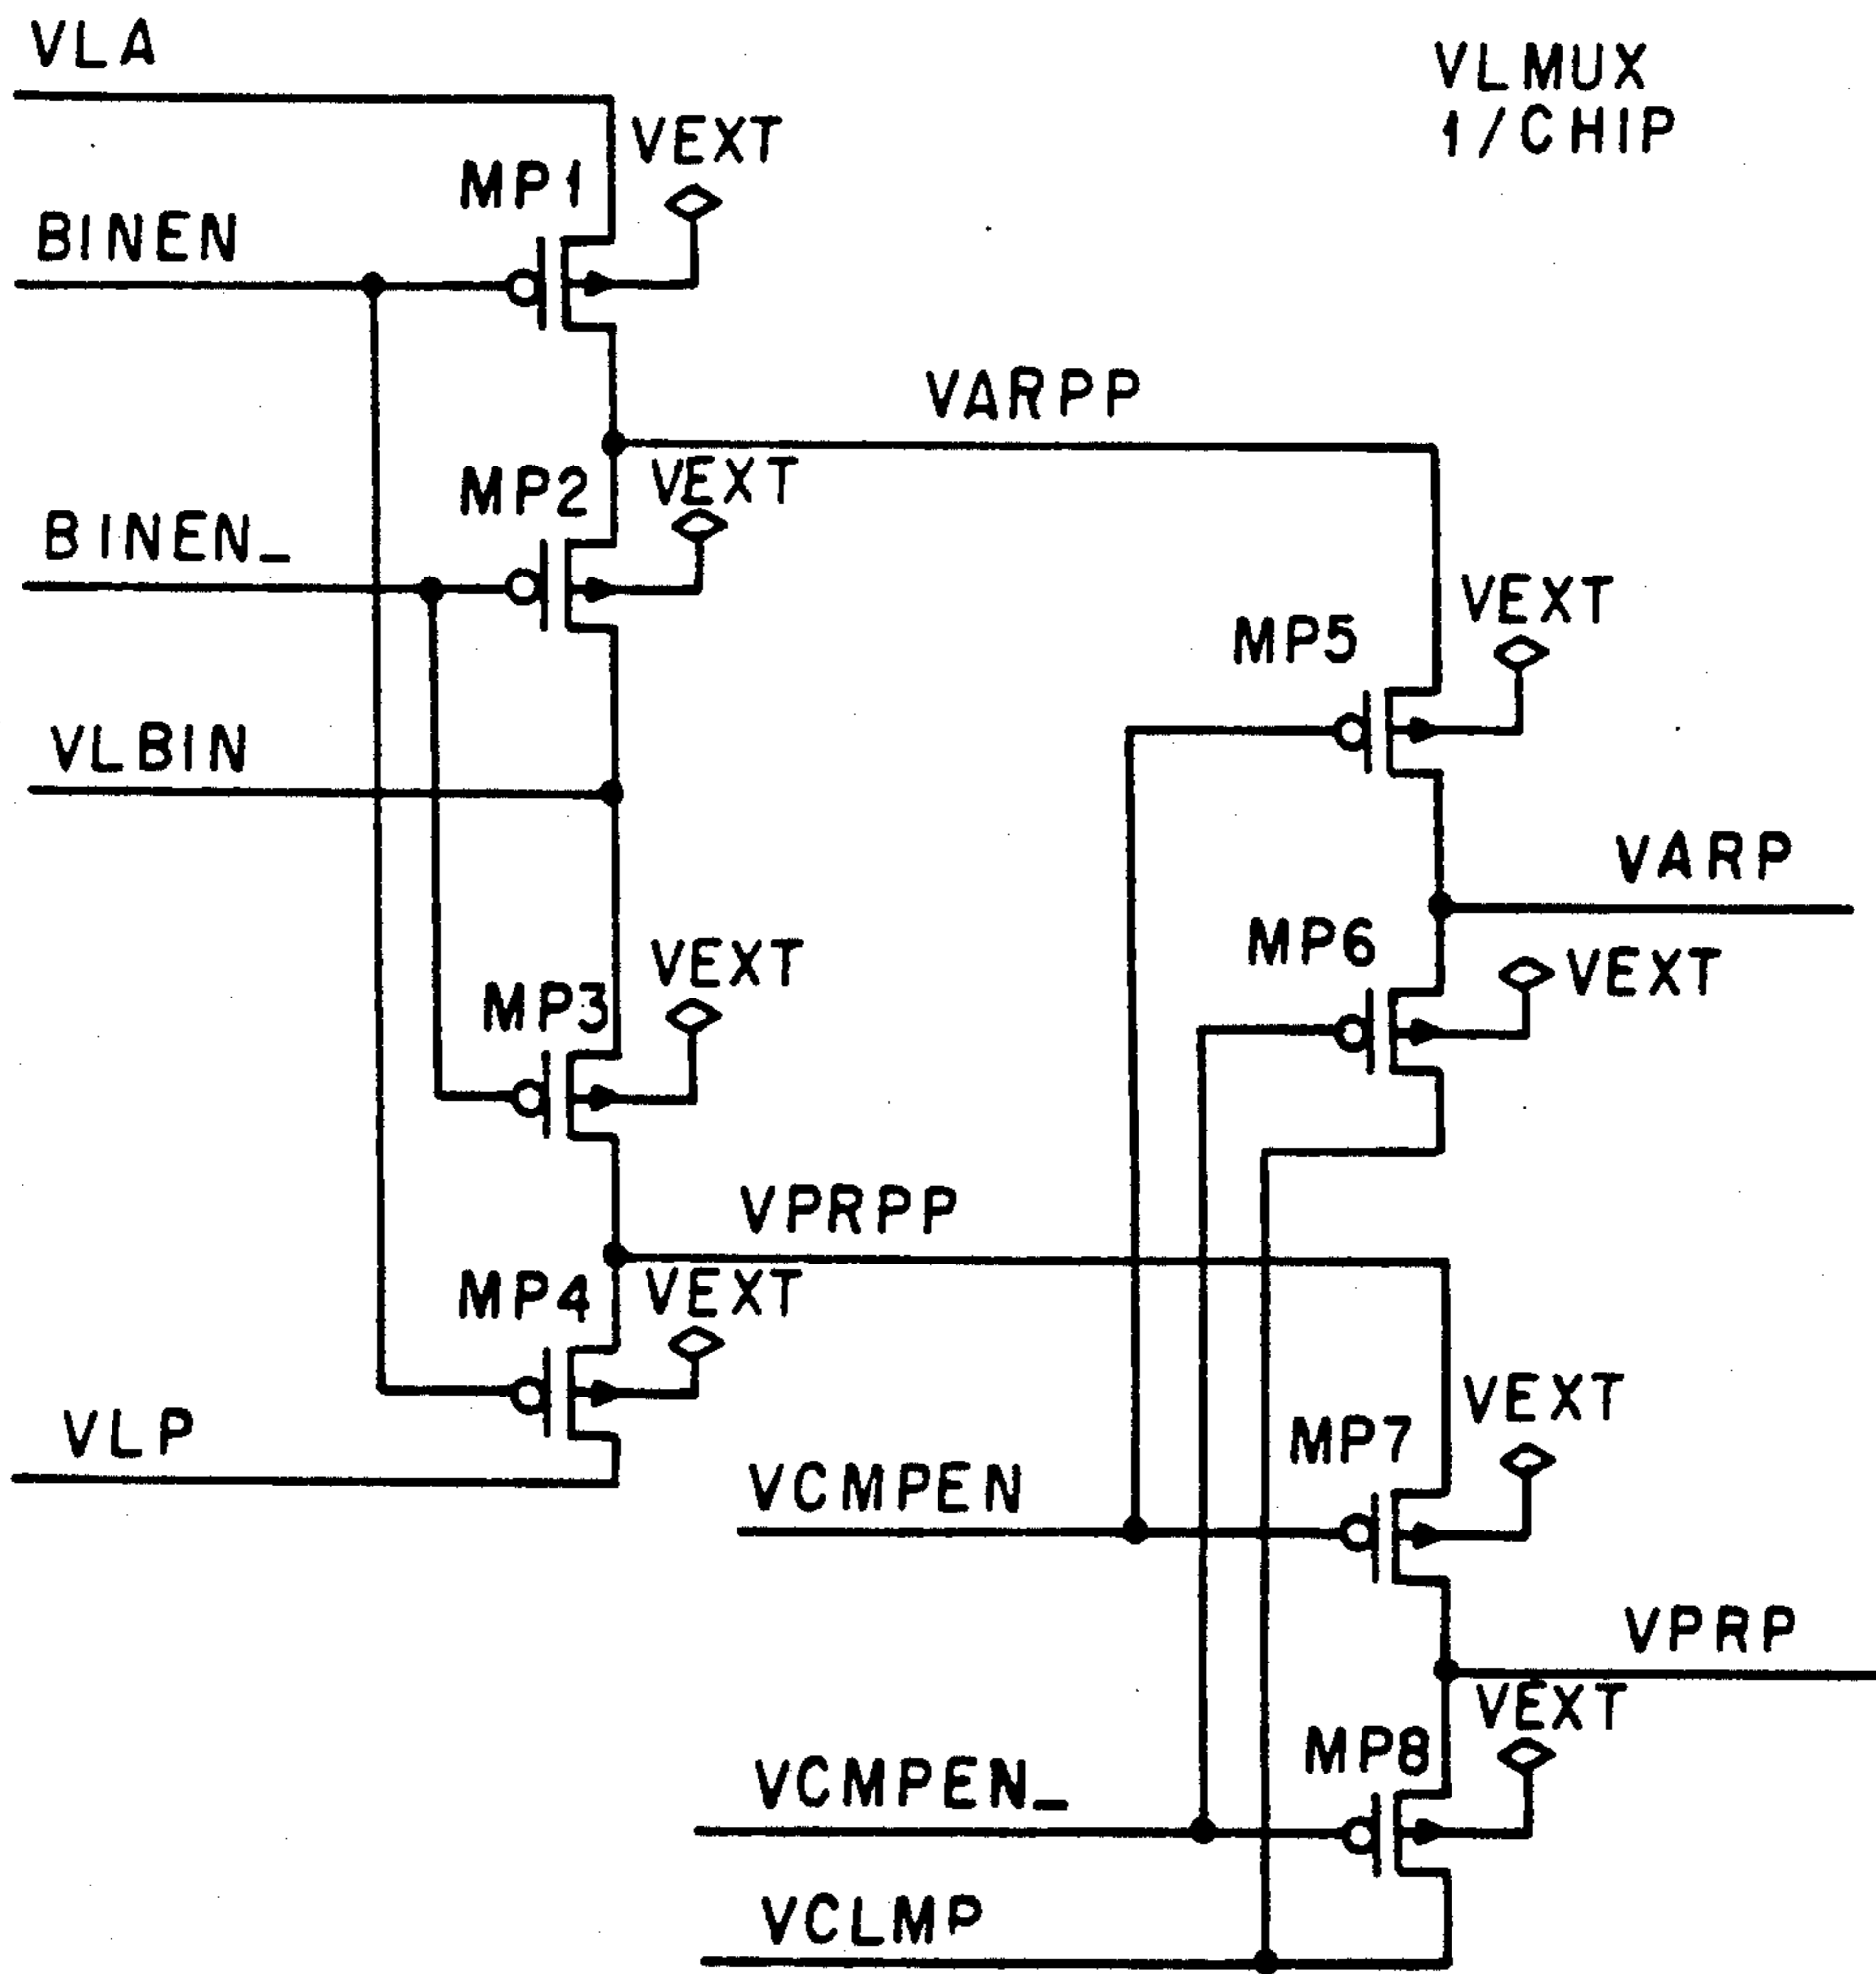 VLA
VLMUX
1/CHIP
VEXT
MP1
BINEN
VARPP
MP2
VEXT
BINEN_
VEXT
MP5
VLBIN
VARP
MP6
VEXT
VEXT
MP3
VPRPP
MP4
VEXT
VEXT
VLP
MP7
VCMPEN
VPRP
VEXT
MP8
VCMPEN_
VCLMP